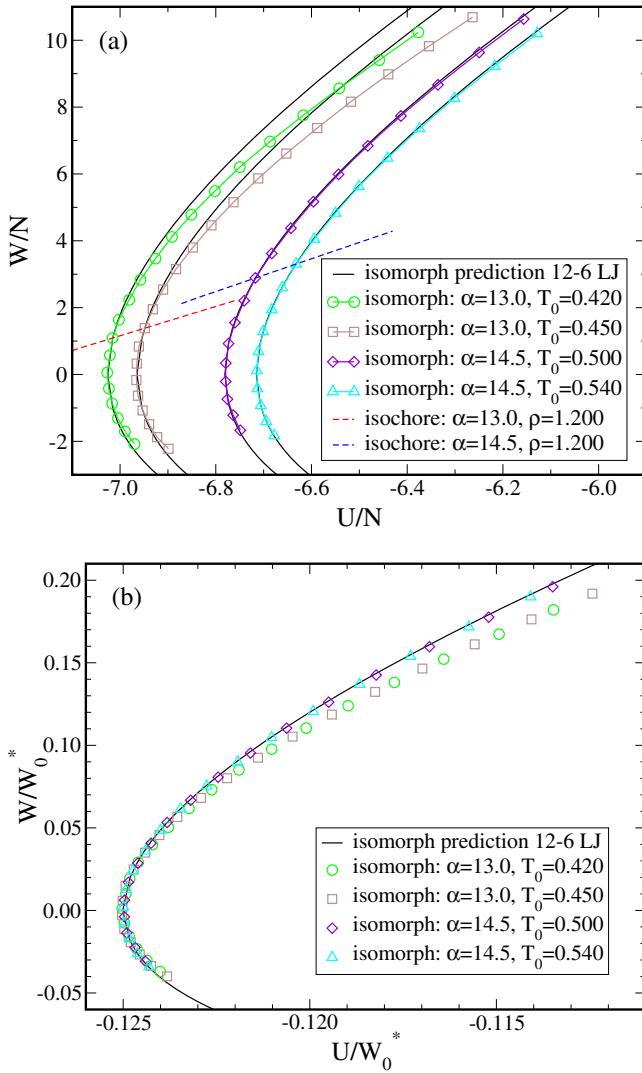 (a)
10
8
6
4
2
0
-2
W/N
isomorph prediction 12-6 LJ
isomorph: α=13.0, T0=0.420
isomorph: α=13.0, T0=0.450
isomorph: α=14.5, T0=0.500
isomorph: α=14.5, T0=0.540
isochore: α=13.0, ρ=1.200
isochore: α=14.5, ρ=1.200
-7.0 -6.8 -6.6 -6.4 -6.2 -6.0
U/N
(b)
0.20
0.15
0.10
0.05
0.00
-0.05
W/W0*
isomorph prediction 12-6 LJ
isomorph: α=13.0, T0=0.420
isomorph: α=13.0, T0=0.450
isomorph: α=14.5, T0=0.500
isomorph: α=14.5, T0=0.540
-0.125 -0.120 -0.115
U/W0*